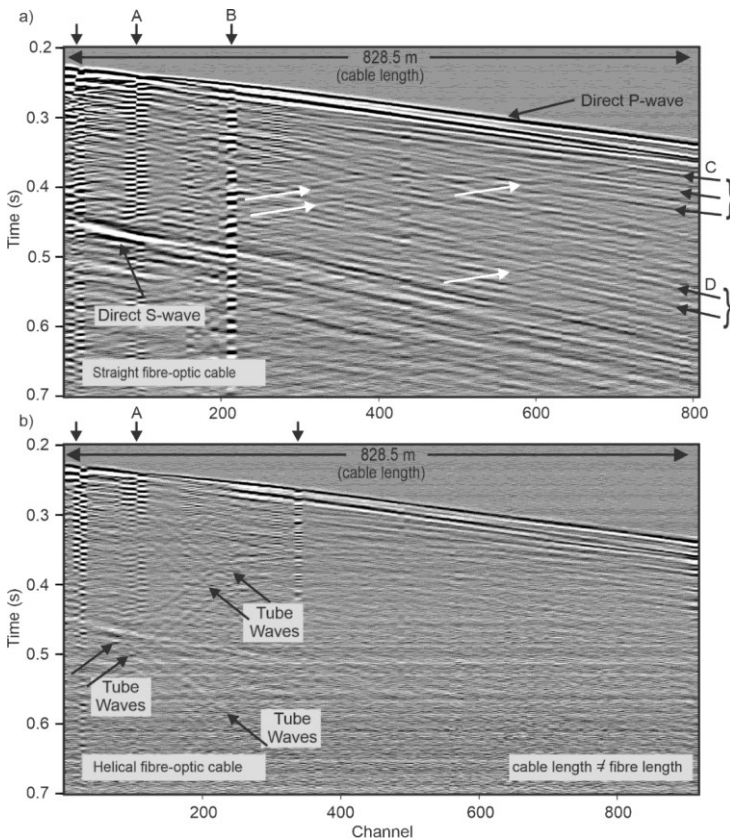 a)
A
B
0.2
0.3
0.4
0.5
0.6
0.7
Time (s)
828.5 m
(cable length)
Direct P-wave
C
D
Direct S-wave
Straight fibre-optic cable
200
400
600
800
b)
A
0.2
0.3
0.4
0.5
0.6
0.7
Time (s)
828.5 m
(cable length)
Tube
Waves
Tube
Waves
Tube
Waves
Helical fibre-optic cable
cable length ≠ fibre length
200
400
600
800
Channel